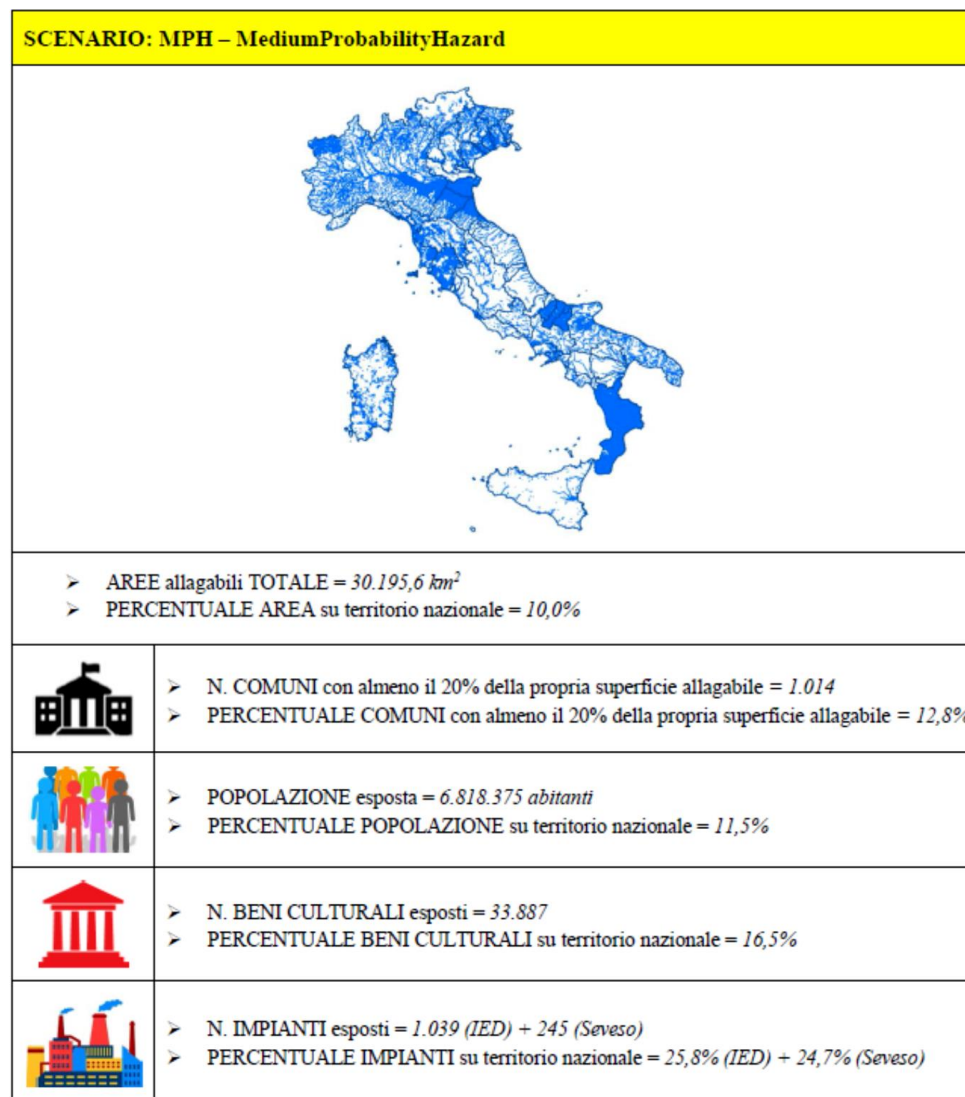 SCENARIO: MPH – MediumProbabilityHazard
➢ AREE allagabili TOTALE = 30.195,6 km²
➢ PERCENTUALE AREA su territorio nazionale = 10,0%
➢ N. COMUNI con almeno il 20% della propria superficie allagabile = 1.014
➢ PERCENTUALE COMUNI con almeno il 20% della propria superficie allagabile = 12,8%
➢ POPOLAZIONE esposta = 6.818.375 abitanti
➢ PERCENTUALE POPOLAZIONE su territorio nazionale = 11,5%
➢ N. BENI CULTURALI esposti = 33.887
➢ PERCENTUALE BENI CULTURALI su territorio nazionale = 16,5%
➢ N. IMPIANTI esposti = 1.039 (IED) + 245 (Seveso)
➢ PERCENTUALE IMPIANTI su territorio nazionale = 25,8% (IED) + 24,7% (Seveso)